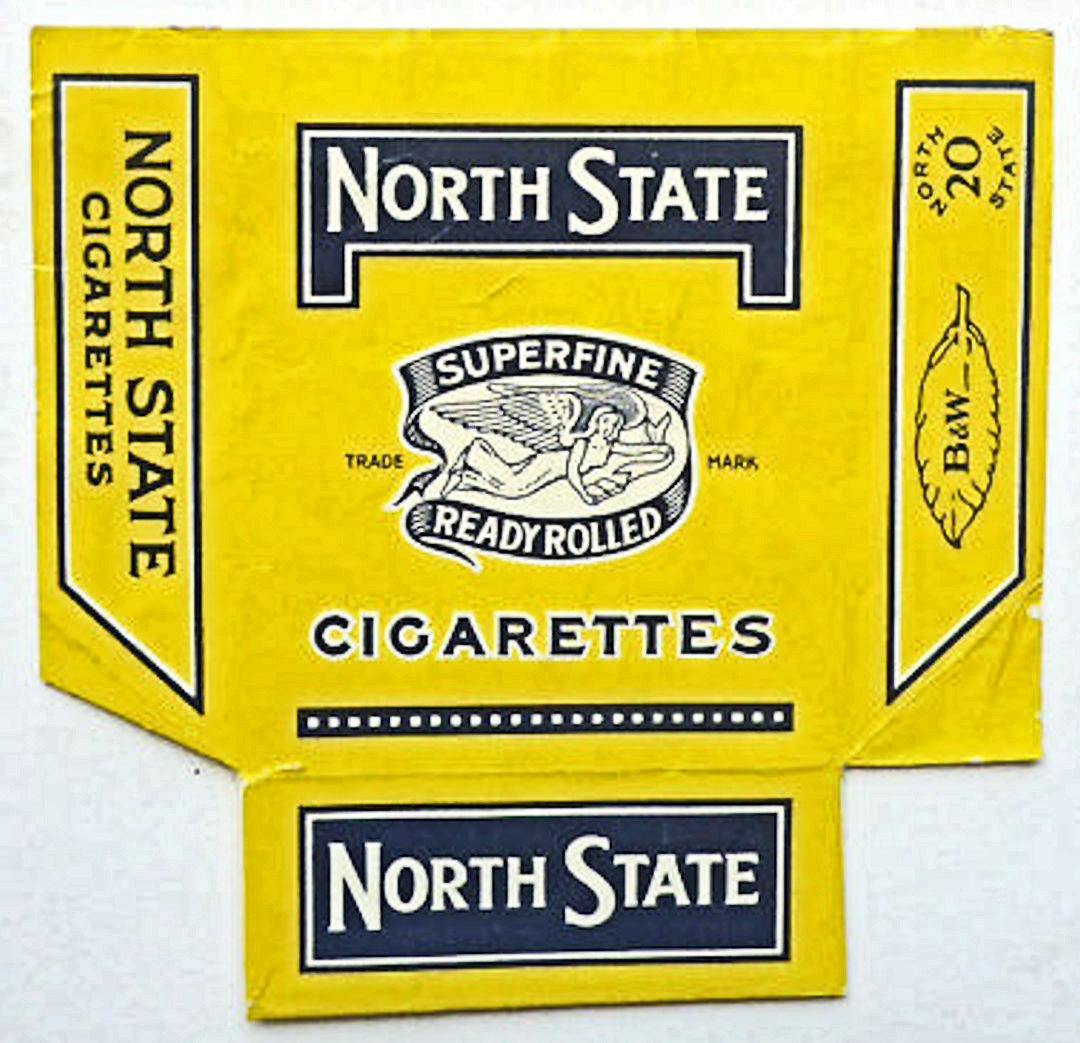 NORTH STATE
CIGARETTES
NORTH STATE
SUPERFINE
TRADE MARK
READY ROLLED
CIGARETTES
NORTH STATE
NORTH 20 STATE
B&W